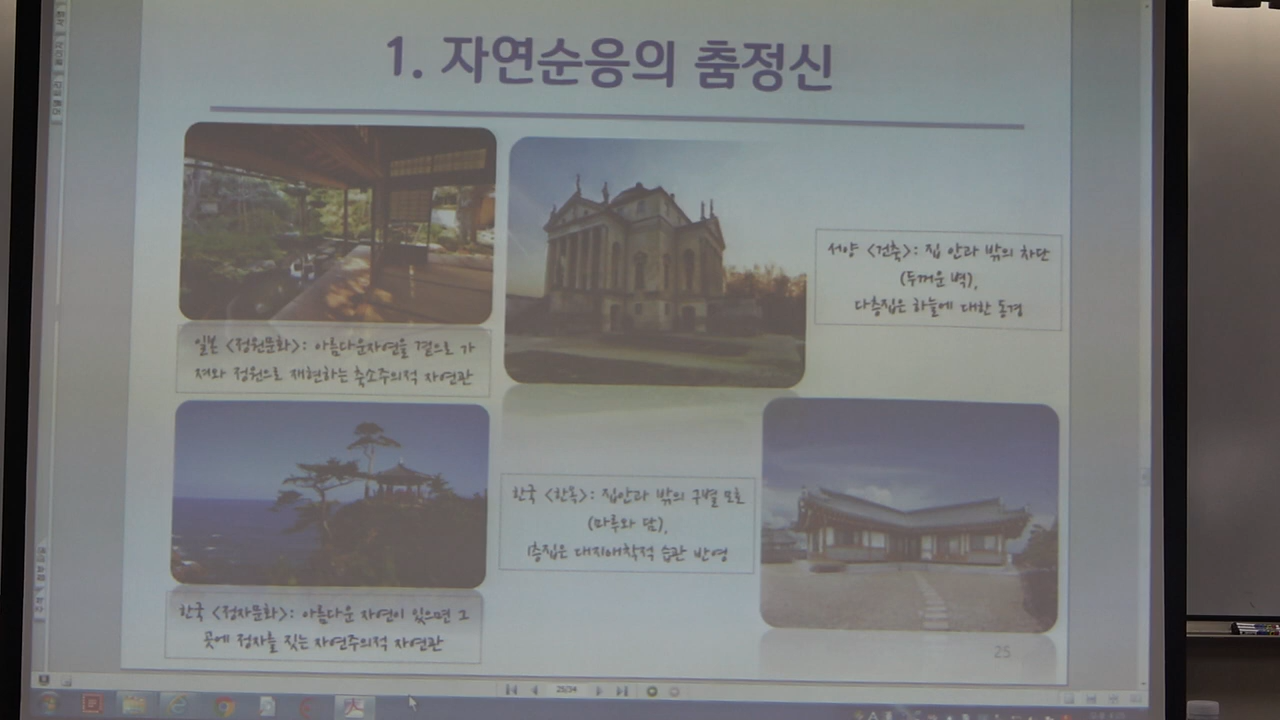 1. 자연순응의 춤정신
일본 <정원문화>: 아름다운자연을 곁으로 가
져와 정원으로 재현하는 축소주의적 자연관
서양 <건축>: 집 안과 밖의 차단
(두꺼운 벽),
다층집은 하늘에 대한 동경
한국 <정자문화>: 아름다운 자연이 있으면 그
곳에 정자를 짓는 자연주의적 자연관
한국 <한옥>: 집안과 밖의 구별 모호
(마루와 담),
1층집은 대지애착적 습관 반영
25
25/34